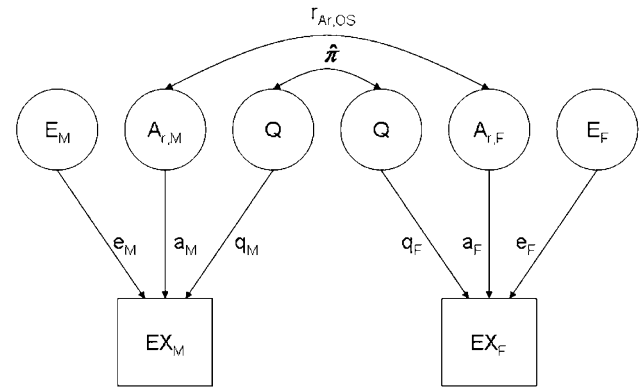 r_Ar,OS
π̂
E_M A_r,M Q Q A_r,F E_F
e_M a_M q_M q_F a_F e_F
EX_M EX_F